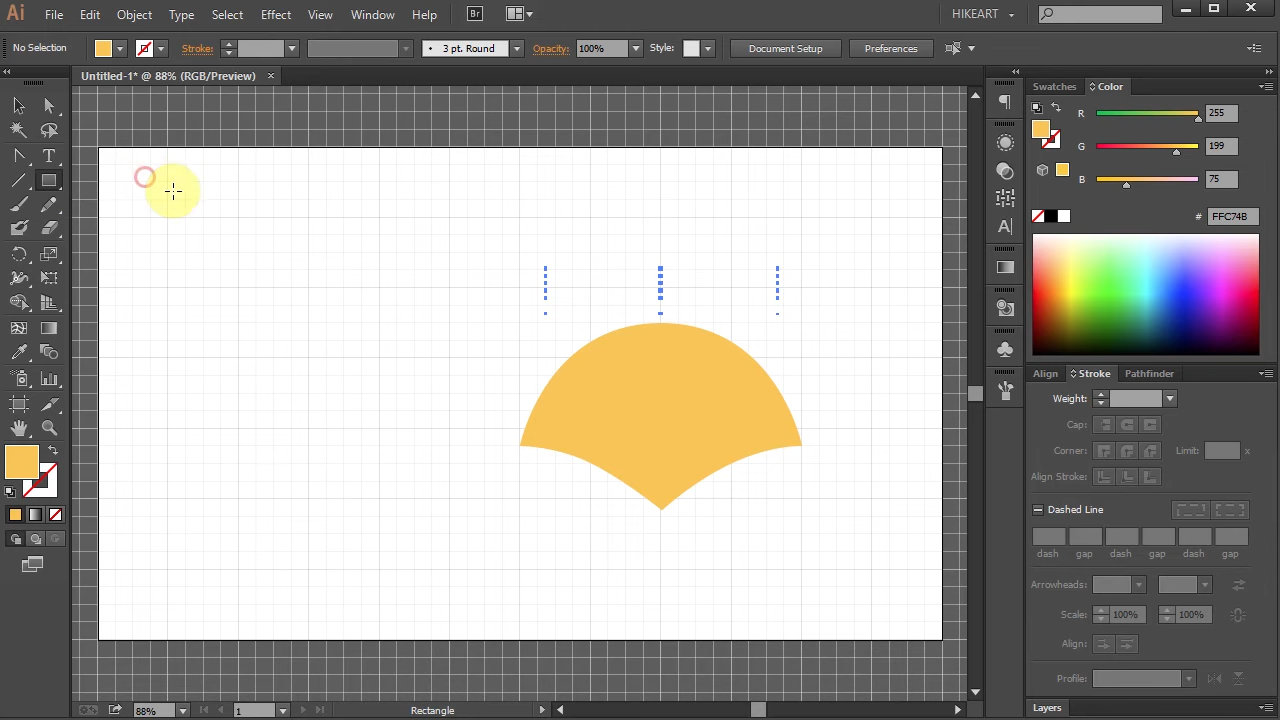 Ai File Edit Object Type Select Effect View Window Help Br HIKEART
No Selection Stroke: 3 pt. Round Opacity: 100% Style: Document Setup Preferences
Untitled-1* @ 88% (RGB/Preview)
Swatches Color
R 255
G 199
B 75
# FFC74B
Align Stroke Pathfinder
Weight:
Cap:
Corner: Limit: x
Align Stroke:
Dashed Line
dash gap dash gap dash gap
Arrowheads:
Scale: 100% 100%
Align:
Profile:
Layers
88% 1 Rectangle